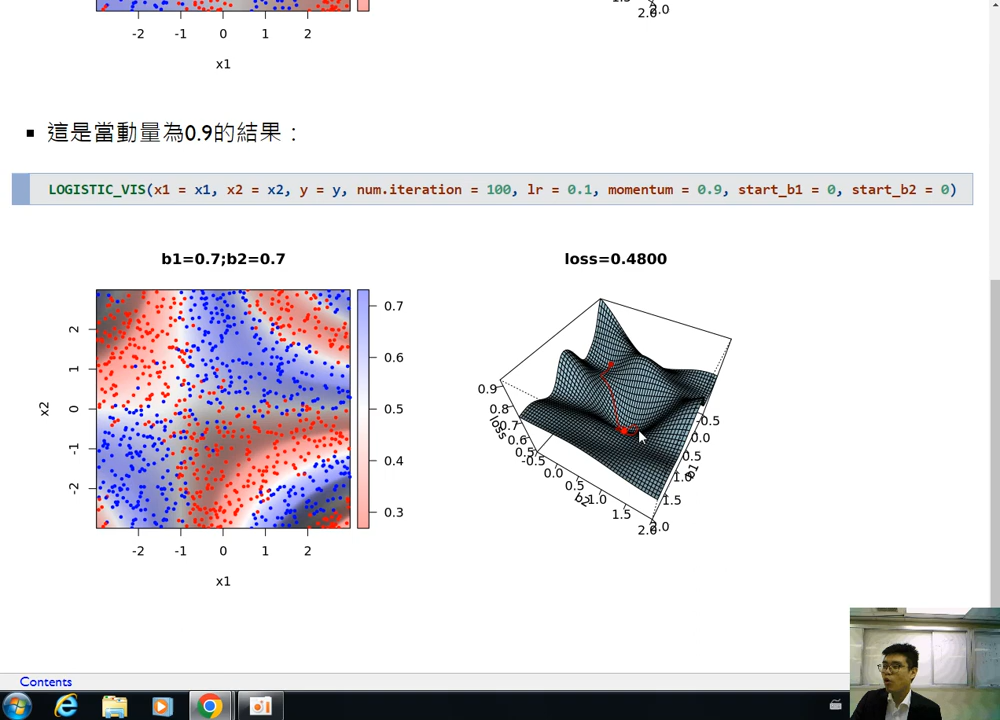 -2 -1 0 1 2
x1
2.0
▪ 這是當動量為0.9的結果：
LOGISTIC_VIS(x1 = x1, x2 = x2, y = y, num.iteration = 100, lr = 0.1, momentum = 0.9, start_b1 = 0, start_b2 = 0)
b1=0.7;b2=0.7
x2
2
1
0
-1
-2
-2 -1 0 1 2
x1
0.7
0.6
0.5
0.4
0.3
loss=0.4800
loss
0.9
0.8
0.7
0.6
0.5
b2
-0.5
0.0
0.5
1.0
1.5
2.0
b1
-0.5
0.0
0.5
1.0
1.5
2.0
Contents